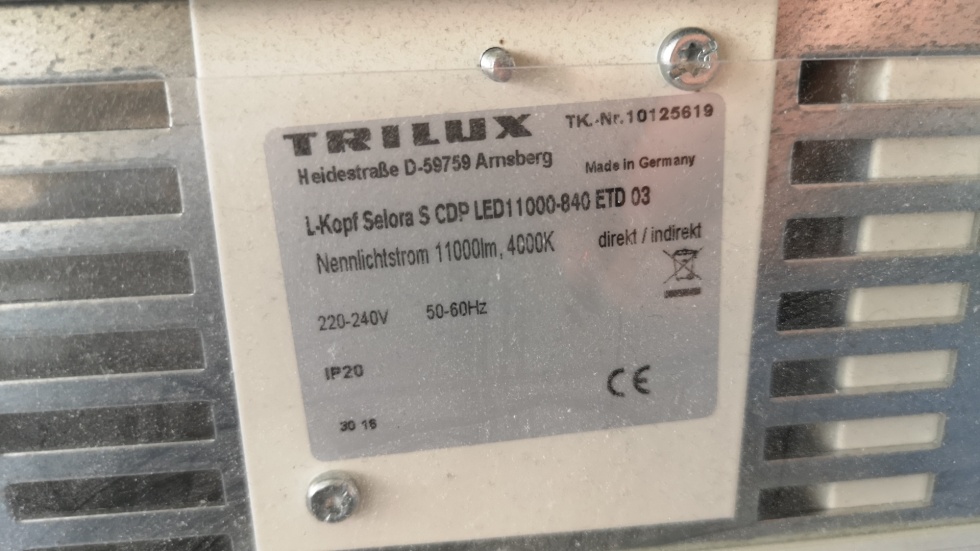 TRILUX TK.-Nr.10125619
Heidestraße D-59759 Arnsberg Made in Germany
L-Kopf Selora S CDP LED11000-840 ETD 03
Nennlichtstrom 11000lm, 4000K direkt / indirekt
220-240V 50-60Hz
IP20
CE
30 16